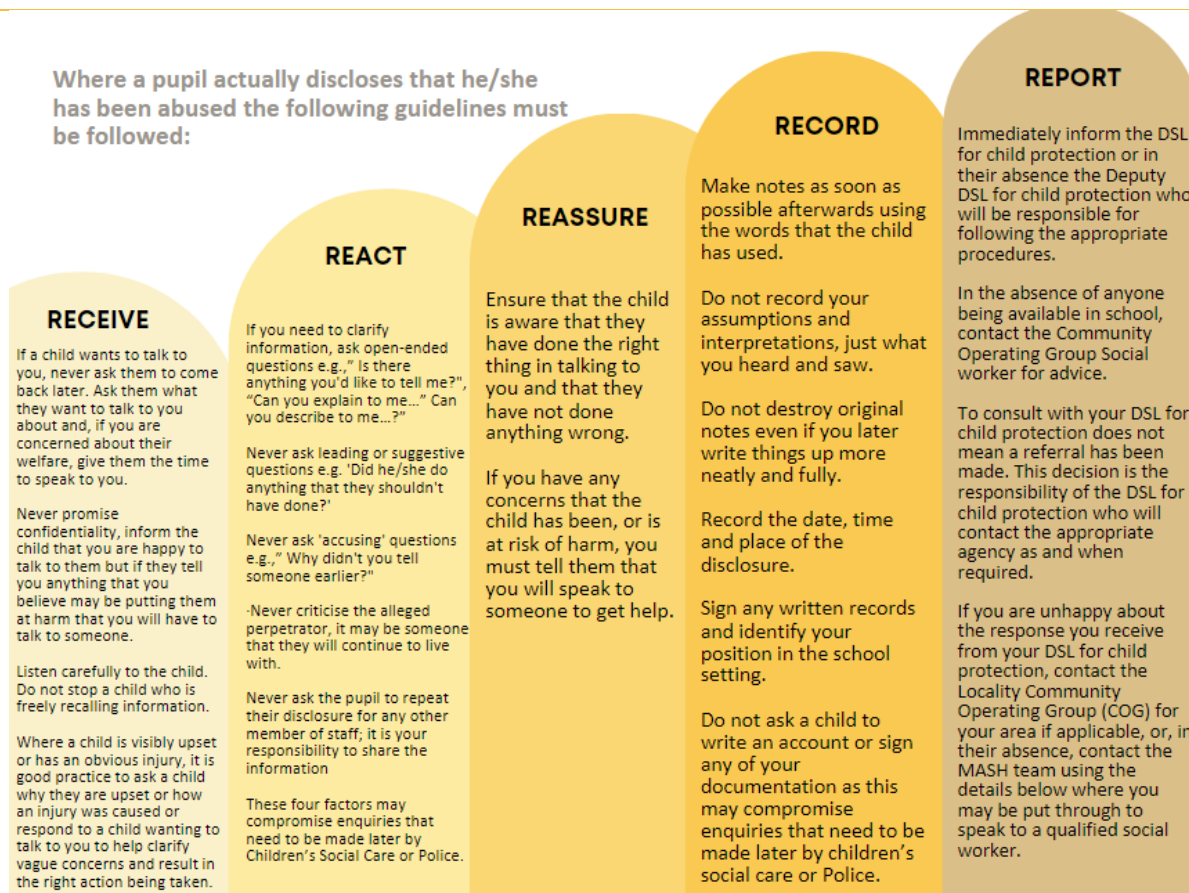 Where a pupil actually discloses that he/she
has been abused the following guidelines must
be followed:
RECEIVE
If a child wants to talk to
you, never ask them to come
back later. Ask them what
they want to talk to you
about and, if you are
concerned about their
welfare, give them the time
to speak to you.
Never promise
confidentiality, inform the
child that you are happy to
talk to them but if they tell
you anything that you
believe may be putting them
at harm that you will have to
talk to someone.
Listen carefully to the child.
Do not stop a child who is
freely recalling information.
Where a child is visibly upset
or has an obvious injury, it is
good practice to ask a child
why they are upset or how
an injury was caused or
respond to a child wanting to
talk to you to help clarify
vague concerns and result in
the right action being taken.
REACT
If you need to clarify
information, ask open-ended
questions e.g.,” Is there
anything you'd like to tell me?",
“Can you explain to me...” Can
you describe to me...?”
Never ask leading or suggestive
questions e.g. 'Did he/she do
anything that they shouldn't
have done?'
Never ask 'accusing' questions
e.g.,” Why didn't you tell
someone earlier?"
·Never criticise the alleged
perpetrator, it may be someone
that they will continue to live
with.
Never ask the pupil to repeat
their disclosure for any other
member of staff; it is your
responsibility to share the
information
These four factors may
compromise enquiries that
need to be made later by
Children’s Social Care or Police.
REASSURE
Ensure that the child
is aware that they
have done the right
thing in talking to
you and that they
have not done
anything wrong.
If you have any
concerns that the
child has been, or is
at risk of harm, you
must tell them that
you will speak to
someone to get help.
RECORD
Make notes as soon as
possible afterwards using
the words that the child
has used.
Do not record your
assumptions and
interpretations, just what
you heard and saw.
Do not destroy original
notes even if you later
write things up more
neatly and fully.
Record the date, time
and place of the
disclosure.
Sign any written records
and identify your
position in the school
setting.
Do not ask a child to
write an account or sign
any of your
documentation as this
may compromise
enquiries that need to be
made later by children’s
social care or Police.
REPORT
Immediately inform the DSL
for child protection or in
their absence the Deputy
DSL for child protection who
will be responsible for
following the appropriate
procedures.
In the absence of anyone
being available in school,
contact the Community
Operating Group Social
worker for advice.
To consult with your DSL for
child protection does not
mean a referral has been
made. This decision is the
responsibility of the DSL for
child protection who will
contact the appropriate
agency as and when
required.
If you are unhappy about
the response you receive
from your DSL for child
protection, contact the
Locality Community
Operating Group (COG) for
your area if applicable, or, in
their absence, contact the
MASH team using the
details below where you
may be put through to
speak to a qualified social
worker.